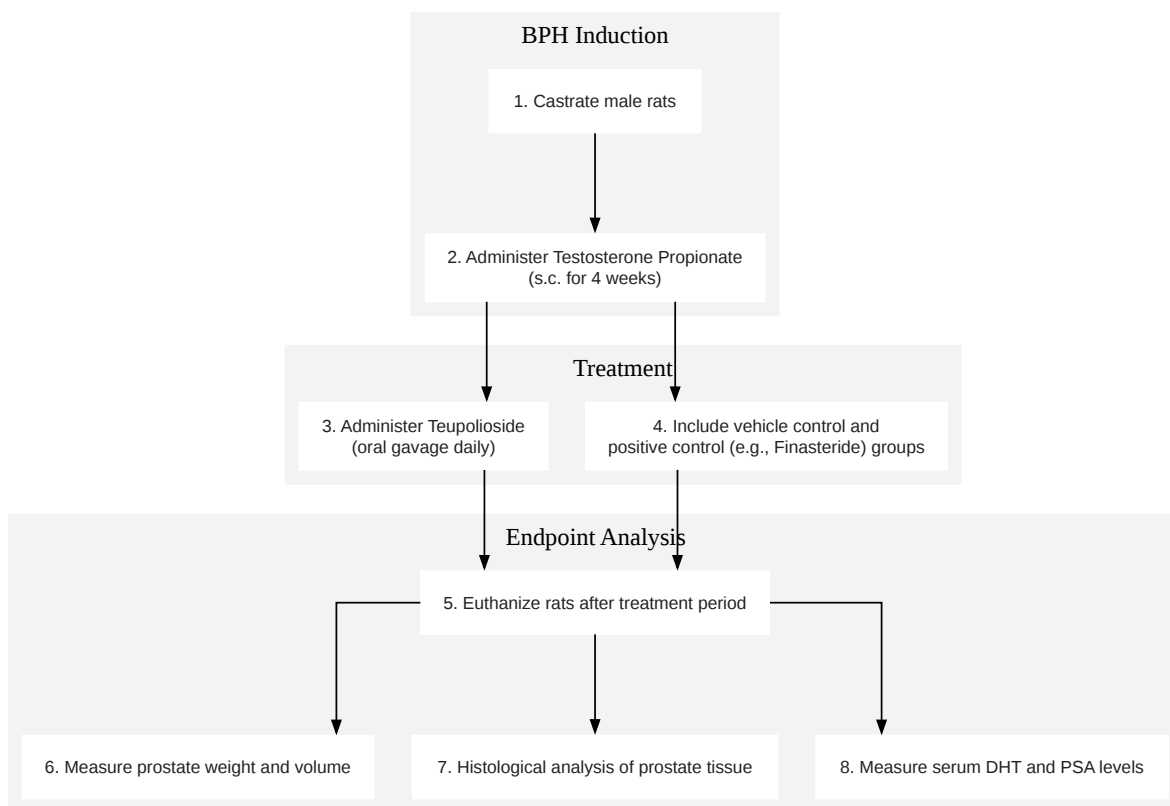 BPH Induction
1. Castrate male rats
2. Administer Testosterone Propionate
(s.c. for 4 weeks)
Treatment
3. Administer Teupolioside
(oral gavage daily)
4. Include vehicle control and
positive control (e.g., Finasteride) groups
Endpoint Analysis
5. Euthanize rats after treatment period
6. Measure prostate weight and volume
7. Histological analysis of prostate tissue
8. Measure serum DHT and PSA levels